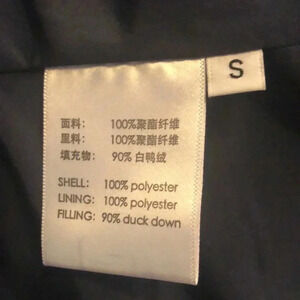 S
面料： 100%聚酯纤维
里料： 100%聚酯纤维
填充物： 90% 白鸭绒
SHELL: 100% polyester
LINING: 100% polyester
FILLING: 90% duck down